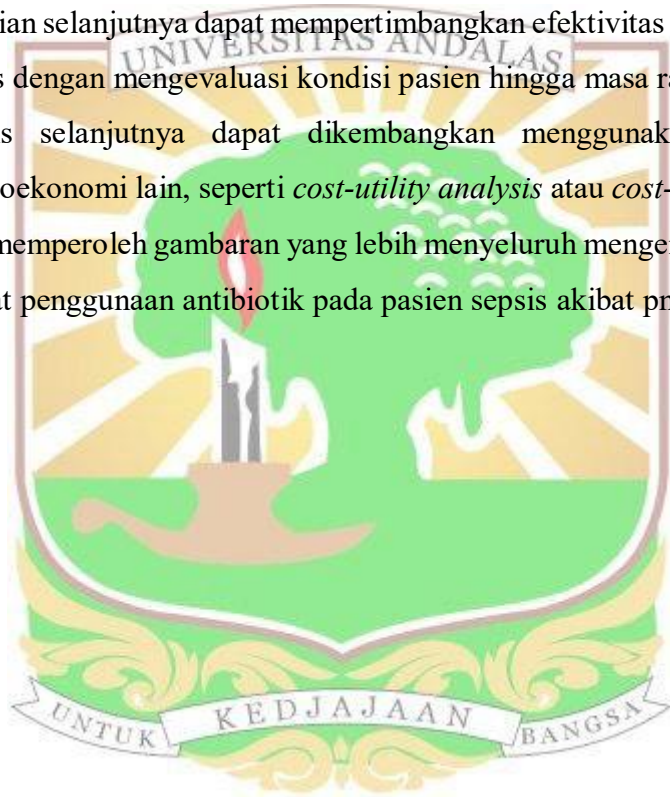 ian selanjutnya dapat mempertimbangkan efektivitas
UNIVERSITAS ANDALAS
s dengan mengevaluasi kondisi pasien hingga masa ra
s selanjutnya dapat dikembangkan menggunak
oekonomi lain, seperti cost-utility analysis atau cost-
memperoleh gambaran yang lebih menyeluruh menge
at penggunaan antibiotik pada pasien sepsis akibat pn
UNTUK KEDJAJAAN BANGSA